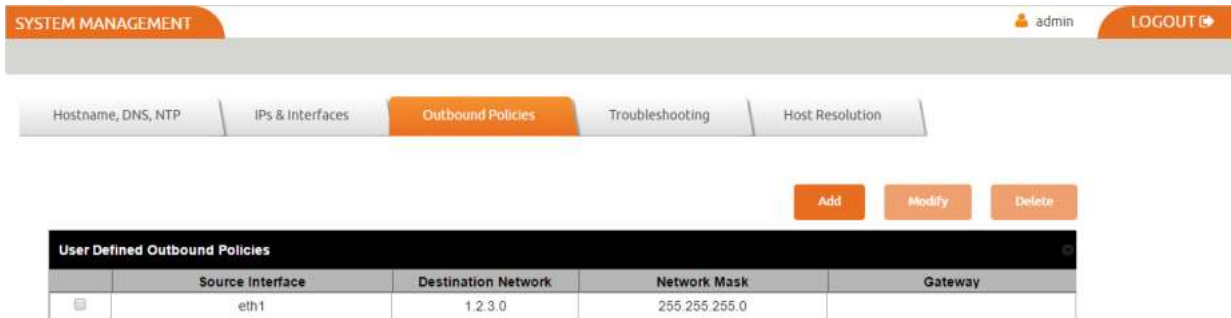 SYSTEM MANAGEMENT admin LOGOUT
Hostname, DNS, NTP IPs & Interfaces Outbound Policies Troubleshooting Host Resolution
Add Modify Delete
User Defined Outbound Policies
Source Interface Destination Network Network Mask Gateway
eth1 1.2.3.0 255.255.255.0